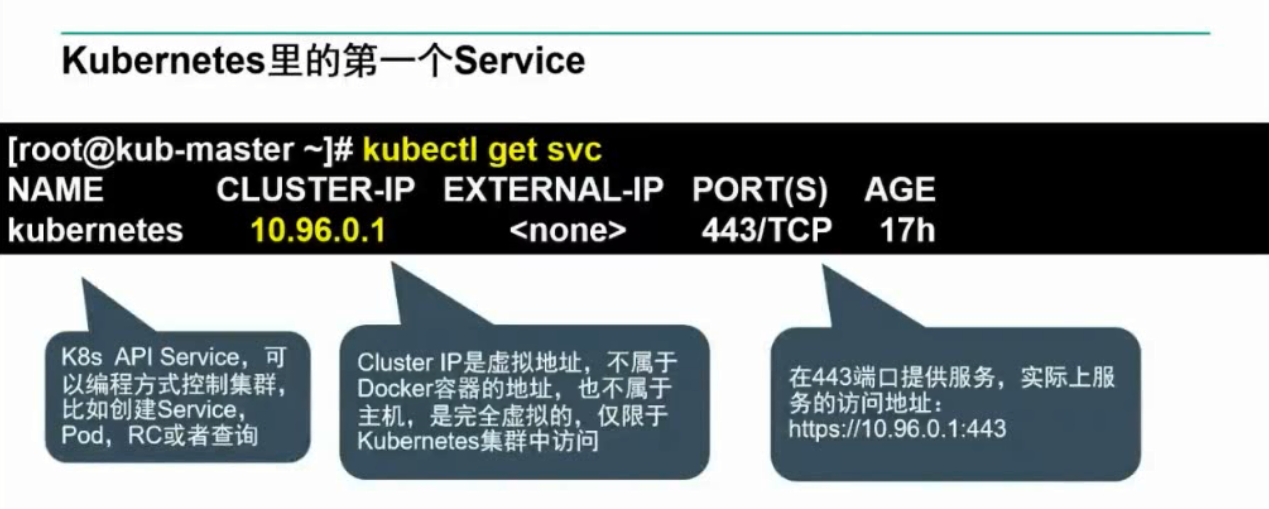 Kubernetes里的第一个Service
[root@kub-master ~]# kubectl get svc
NAME CLUSTER-IP EXTERNAL-IP PORT(S) AGE
kubernetes 10.96.0.1 <none> 443/TCP 17h
K8s API Service，可
以编程方式控制集群，
比如创建Service，
Pod，RC或者查询
Cluster IP是虚拟地址，不属于
Docker容器的地址，也不属于
主机，是完全虚拟的，仅限于
Kubernetes集群中访问
在443端口提供服务，实际上服
务的访问地址：
https://10.96.0.1:443